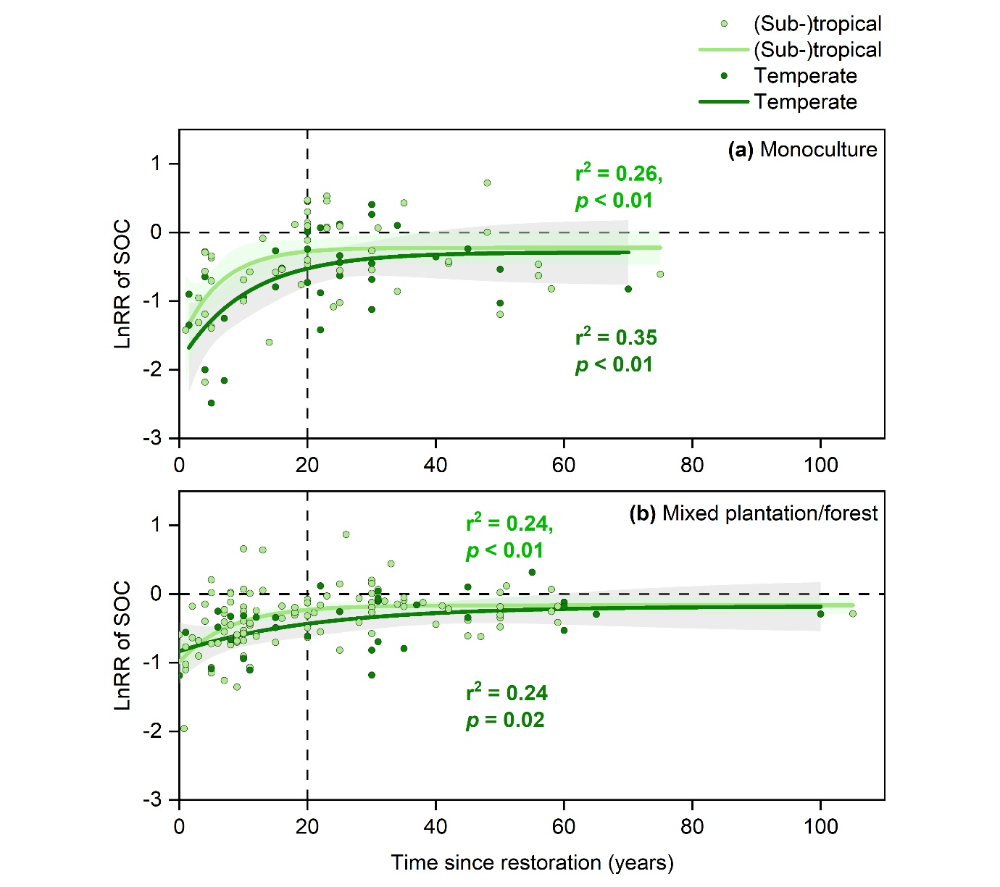 (Sub-)tropical
(Sub-)tropical
Temperate
Temperate
(a) Monoculture
r² = 0.26,
p < 0.01
r² = 0.35
p < 0.01
LnRR of SOC
1
0
-1
-2
-3
0 20 40 60 80 100
(b) Mixed plantation/forest
r² = 0.24,
p < 0.01
r² = 0.24
p = 0.02
LnRR of SOC
1
0
-1
-2
-3
0 20 40 60 80 100
Time since restoration (years)